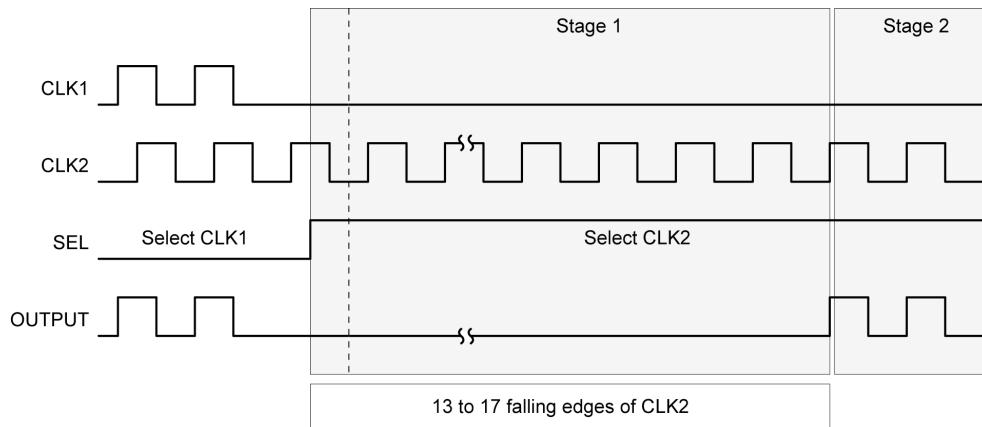 Stage 1
Stage 2
CLK1
CLK2
SEL
Select CLK1
Select CLK2
OUTPUT
13 to 17 falling edges of CLK2